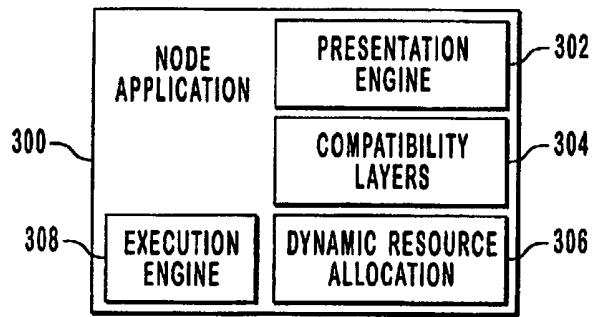 NODE
APPLICATION
PRESENTATION
ENGINE
302
300
COMPATIBILITY
LAYERS
304
308
EXECUTION
ENGINE
DYNAMIC RESOURCE
ALLOCATION
306